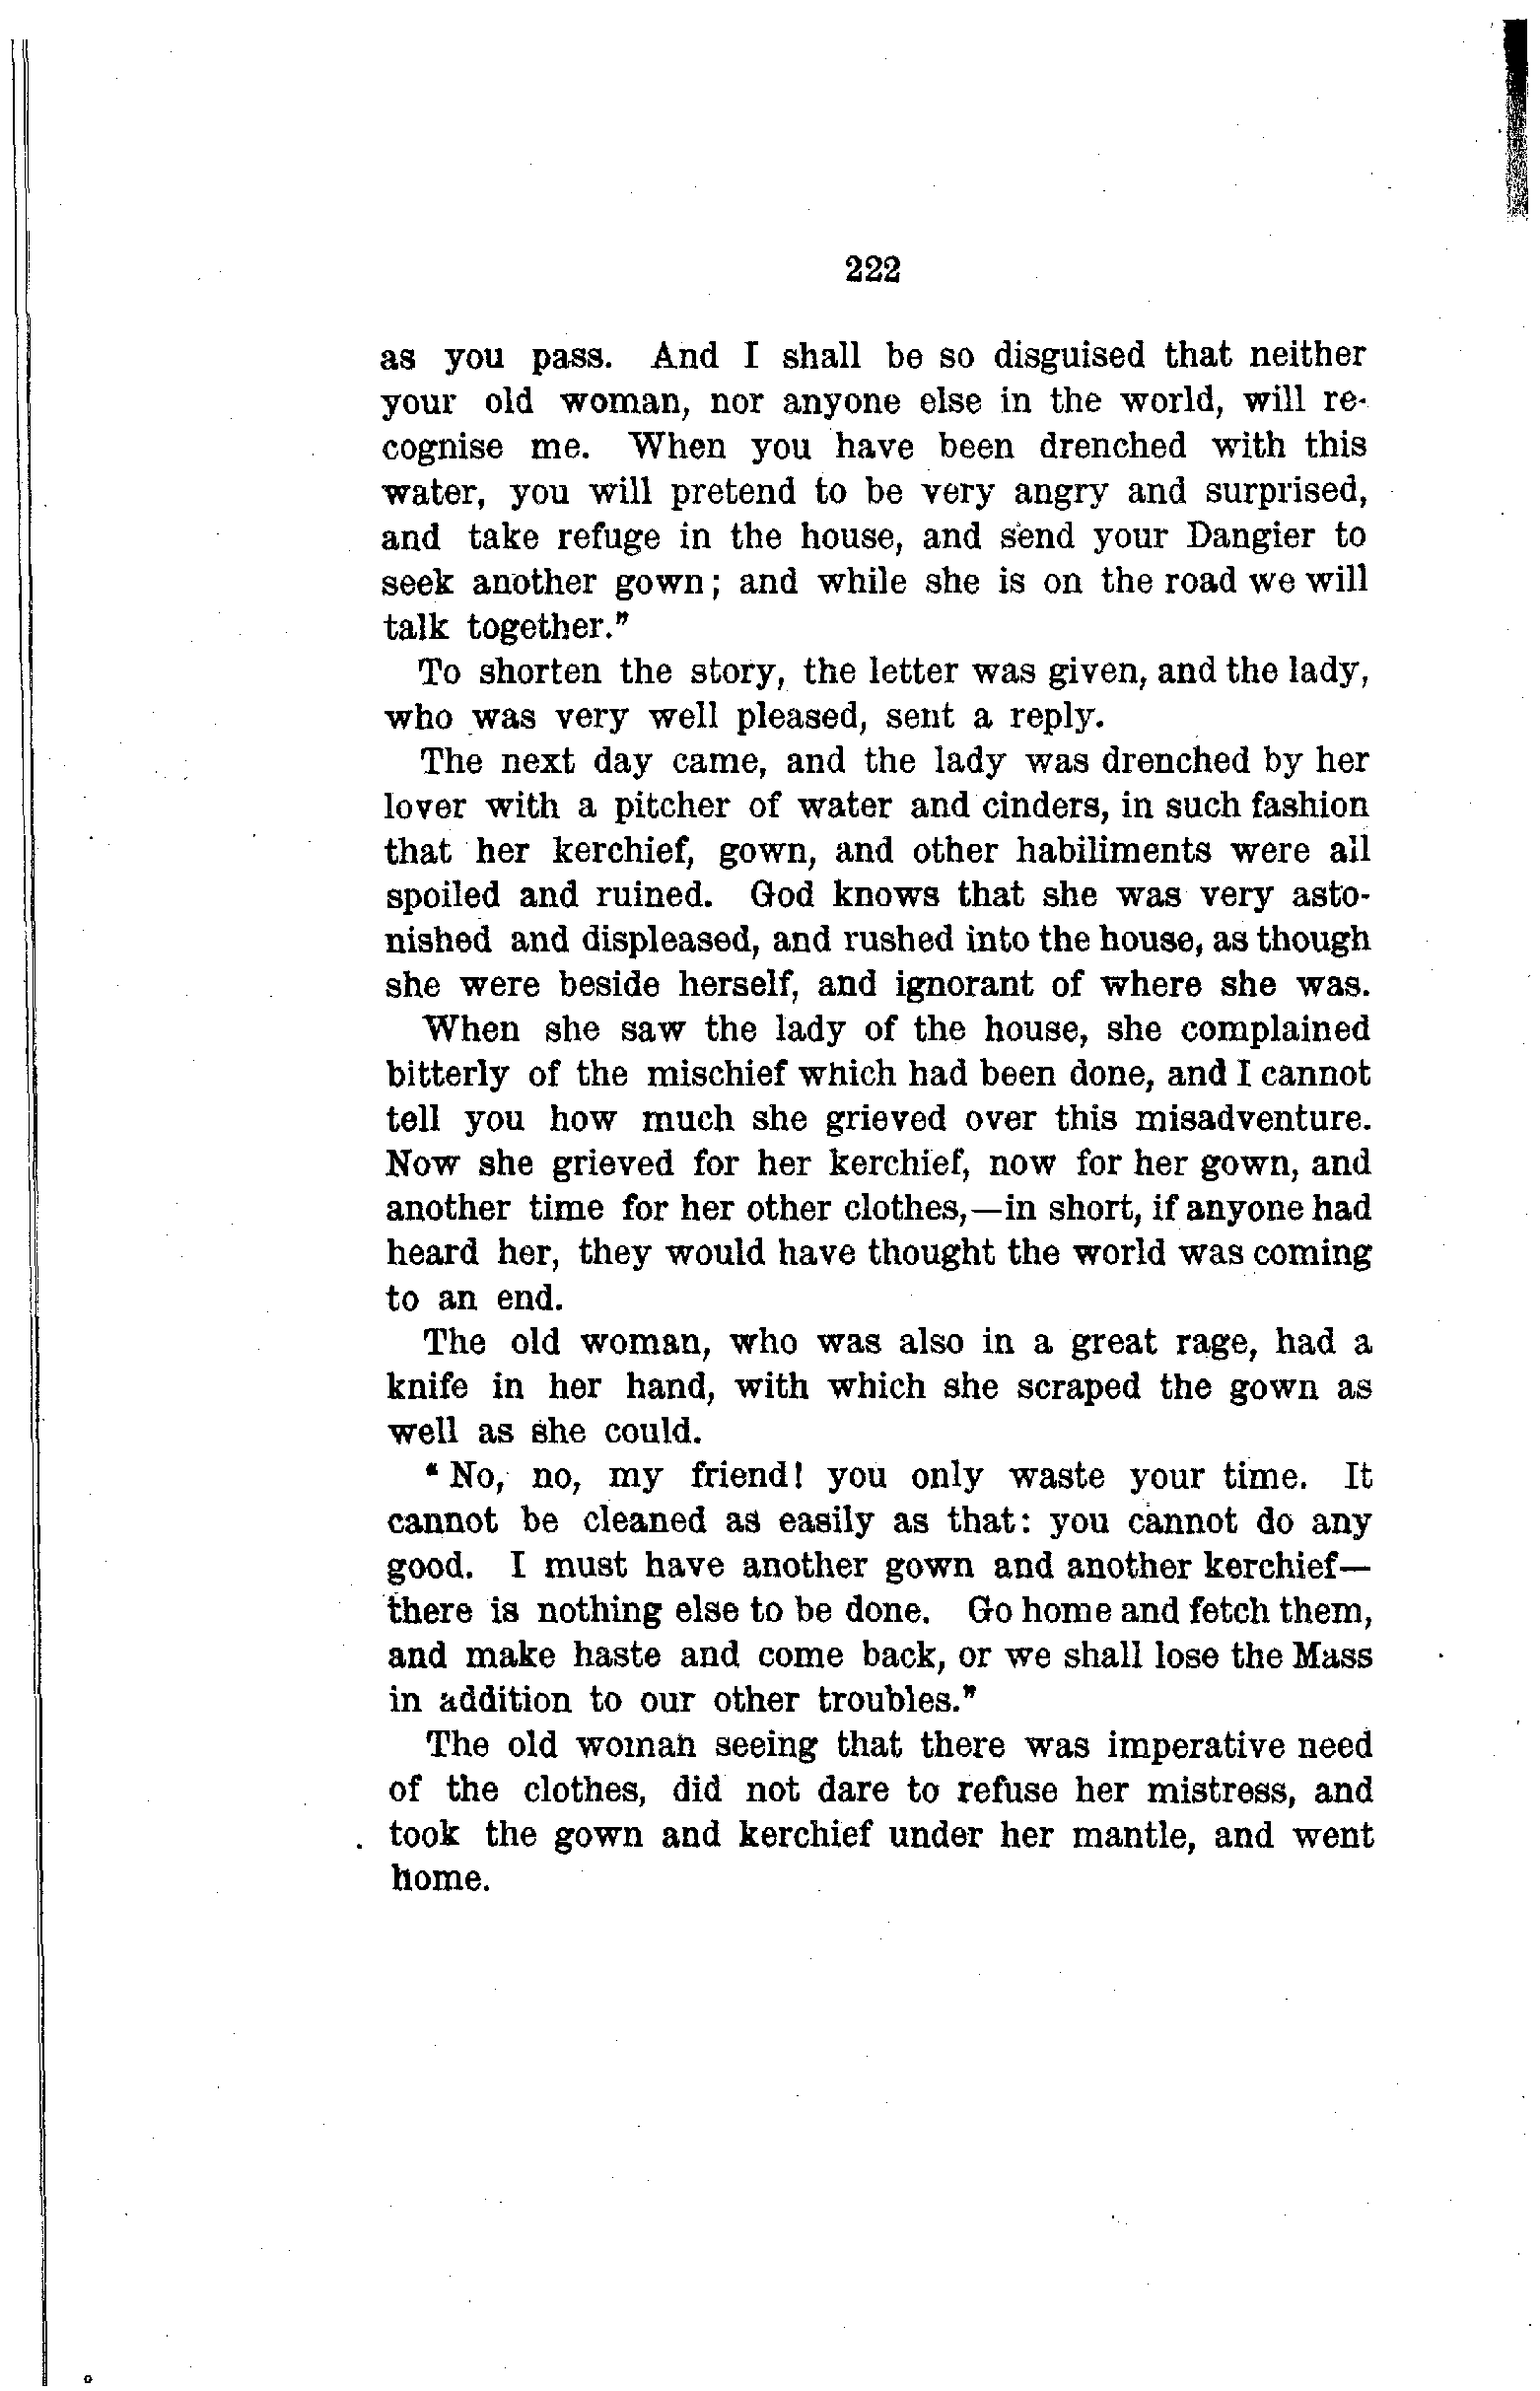 222
as you pass. And I shall be so disguised that neither
your old woman, nor anyone else in the world, will re-
cognise me. When you have been drenched with this
water, you will pretend to be very angry and surprised,
and take refuge in the house, and send your Dangier to
seek another gown; and while she is on the road we will
talk together."
To shorten the story, the letter was given, and the lady,
who was very well pleased, sent a reply.
The next day came, and the lady was drenched by her
lover with a pitcher of water and cinders, in such fashion
that her kerchief, gown, and other habiliments were all
spoiled and ruined. God knows that she was very asto-
nished and displeased, and rushed into the house, as though
she were beside herself, and ignorant of where she was.
When she saw the lady of the house, she complained
bitterly of the mischief which had been done, and I cannot
tell you how much she grieved over this misadventure.
Now she grieved for her kerchief, now for her gown, and
another time for her other clothes,—in short, if anyone had
heard her, they would have thought the world was coming
to an end.
The old woman, who was also in a great rage, had a
knife in her hand, with which she scraped the gown as
well as she could.
"No, no, my friend! you only waste your time. It
cannot be cleaned as easily as that: you cannot do any
good. I must have another gown and another kerchief—
there is nothing else to be done. Go home and fetch them,
and make haste and come back, or we shall lose the Mass
in addition to our other troubles."
The old woman seeing that there was imperative need
of the clothes, did not dare to refuse her mistress, and
took the gown and kerchief under her mantle, and went
home.